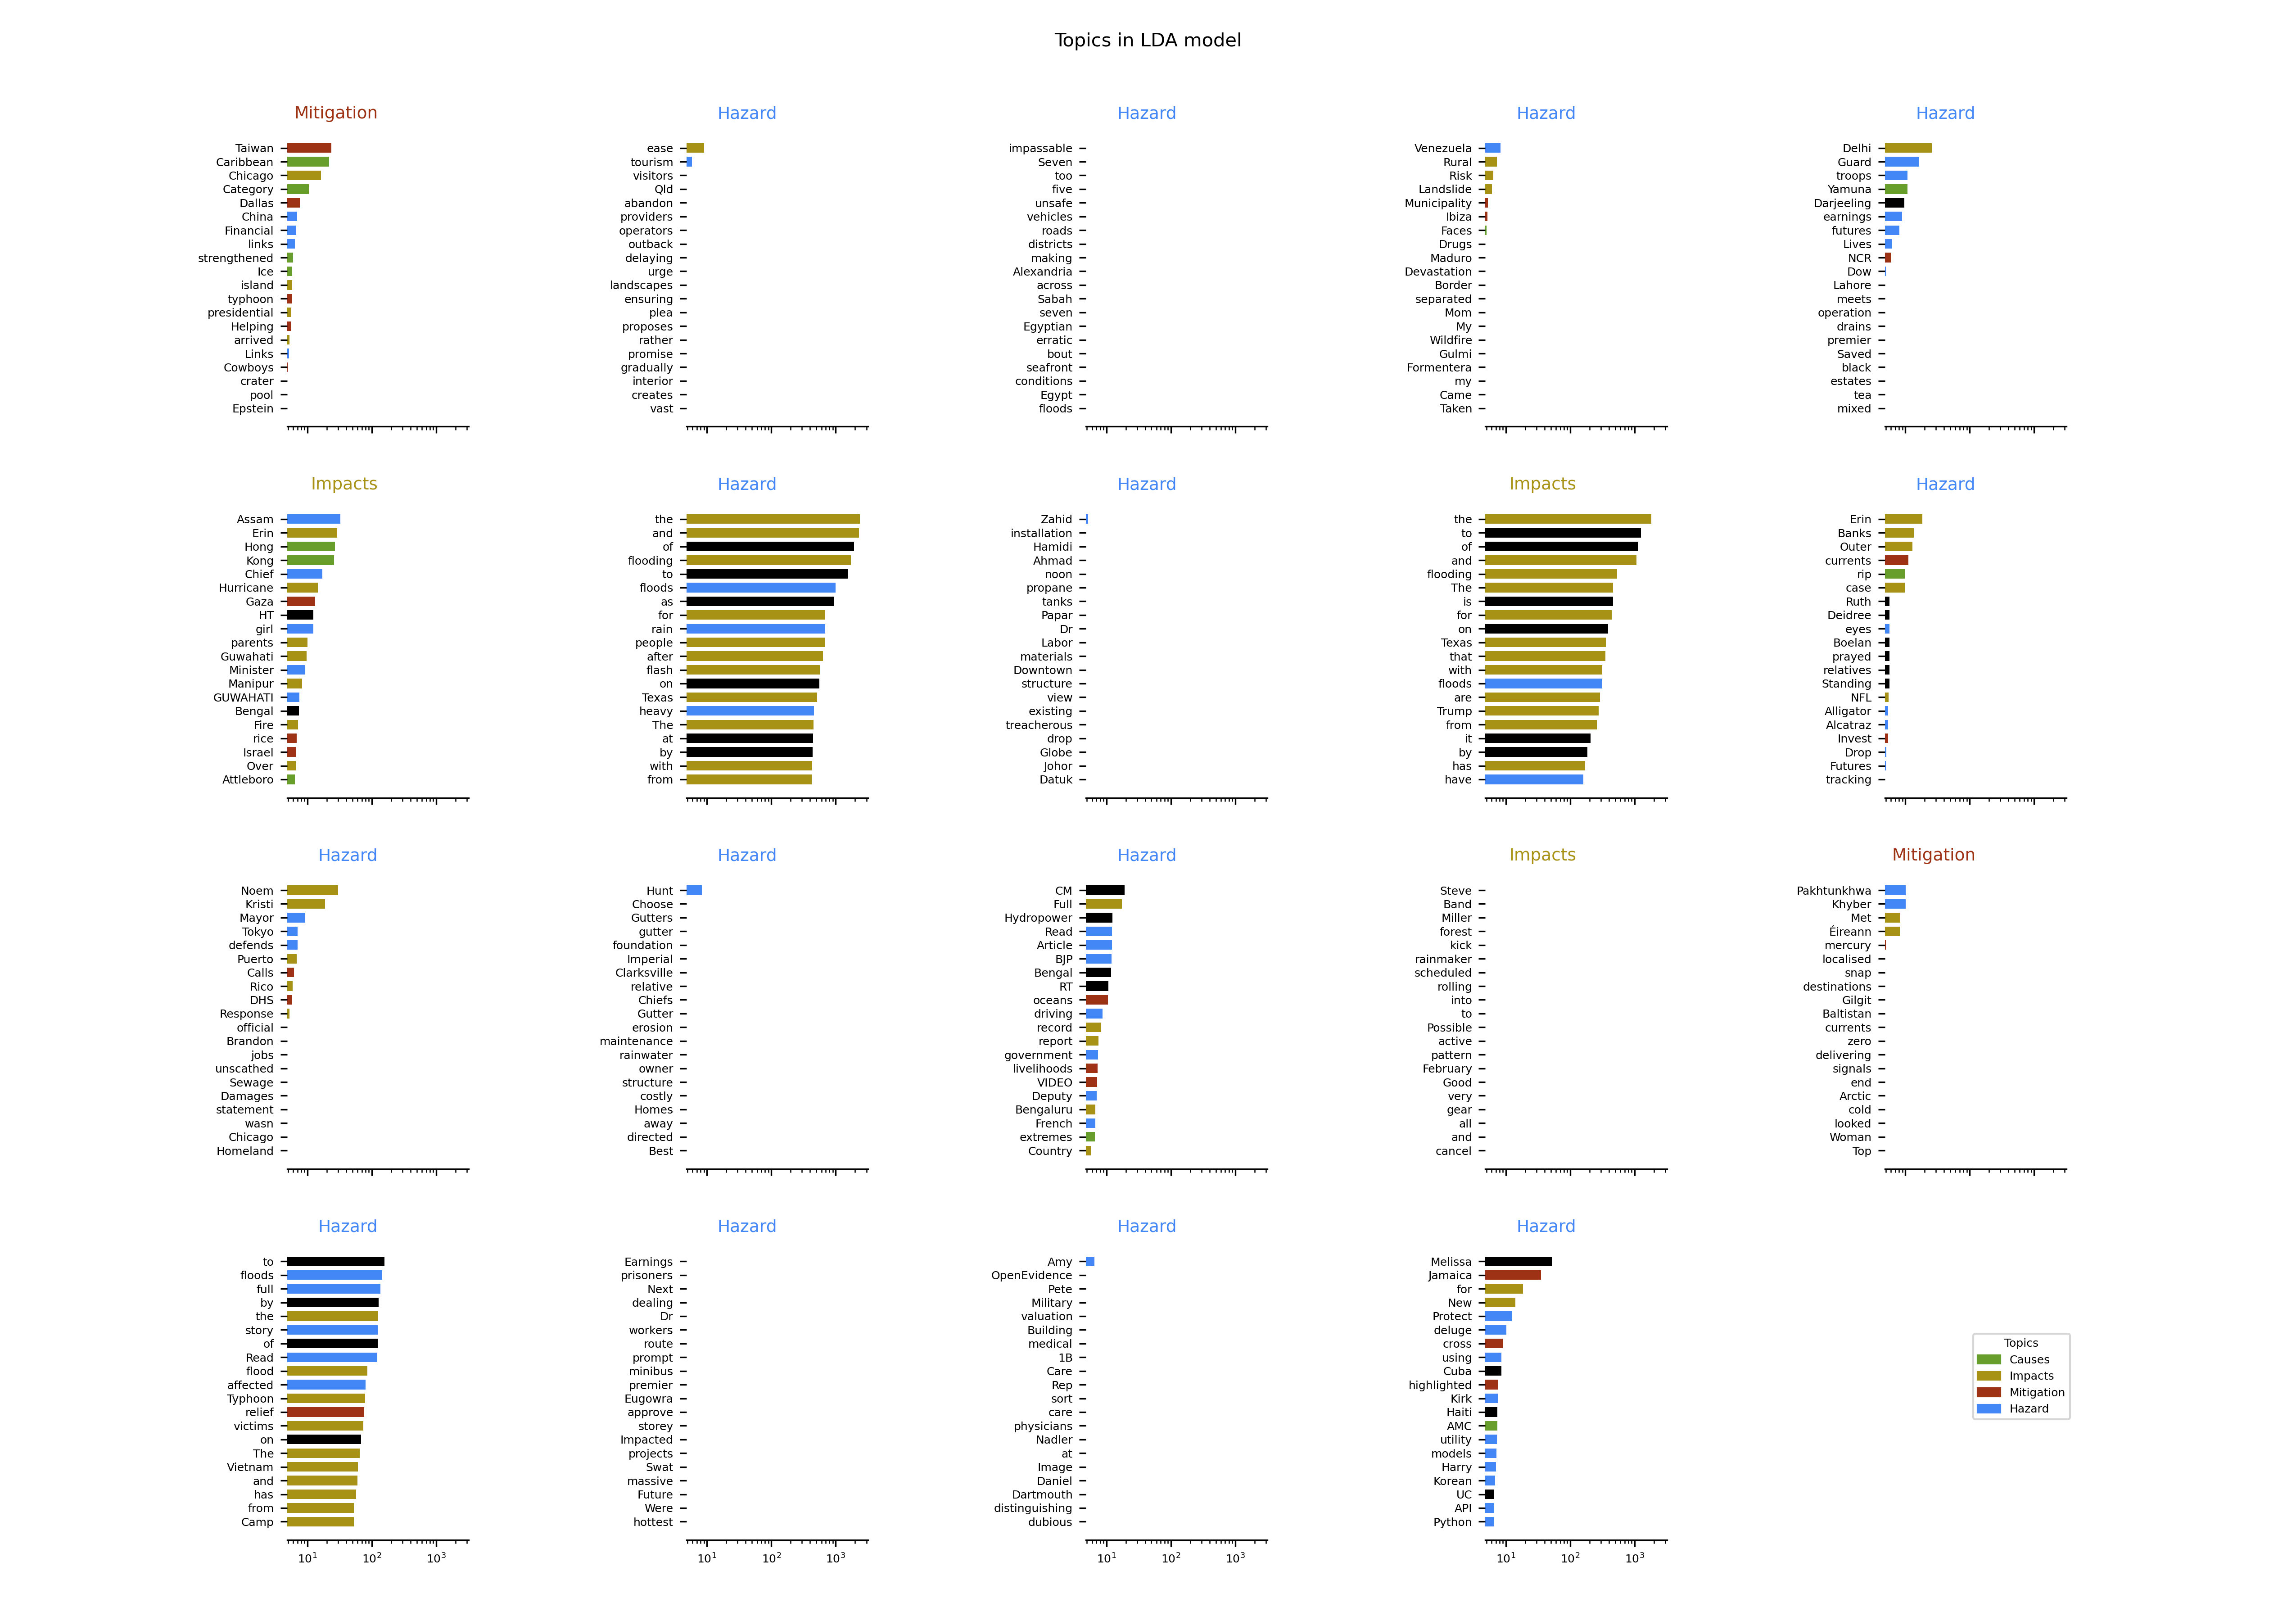 Topics in LDA model
Mitigation
Taiwan
Caribbean
Chicago
Category
Dallas
China
Financial
links
strengthened
Ice
island
typhoon
presidential
Helping
arrived
Links
Cowboys
crater
pool
Epstein
Hazard
ease
tourism
visitors
Qld
abandon
providers
operators
outback
delaying
urge
landscapes
ensuring
plea
proposes
rather
promise
gradually
interior
creates
vast
Hazard
impassable
Seven
too
five
unsafe
vehicles
roads
districts
making
Alexandria
across
Sabah
seven
Egyptian
erratic
bout
seafront
conditions
Egypt
floods
Hazard
Venezuela
Rural
Risk
Landslide
Municipality
Ibiza
Faces
Drugs
Maduro
Devastation
Border
separated
Mom
My
Wildfire
Gulmi
Formentera
my
Came
Taken
Hazard
Delhi
Guard
troops
Yamuna
Darjeeling
earnings
futures
Lives
NCR
Dow
Lahore
meets
operation
drains
premier
Saved
black
estates
tea
mixed
Impacts
Assam
Erin
Hong
Kong
Chief
Hurricane
Gaza
HT
girl
parents
Guwahati
Minister
Manipur
GUWAHATI
Bengal
Fire
rice
Israel
Over
Attleboro
Hazard
the
and
of
flooding
to
floods
as
for
rain
people
after
flash
on
Texas
heavy
The
at
by
with
from
Hazard
Zahid
installation
Hamidi
Ahmad
noon
propane
tanks
Papar
Dr
Labor
materials
Downtown
structure
view
existing
treacherous
drop
Globe
Johor
Datuk
Impacts
the
to
of
and
flooding
The
is
for
on
Texas
that
with
floods
are
Trump
from
it
by
has
have
Hazard
Erin
Banks
Outer
currents
rip
case
Ruth
Deidree
eyes
Boelan
prayed
relatives
Standing
NFL
Alligator
Alcatraz
Invest
Drop
Futures
tracking
Hazard
Noem
Kristi
Mayor
Tokyo
defends
Puerto
Calls
Rico
DHS
Response
official
Brandon
jobs
unscathed
Sewage
Damages
statement
wasn
Chicago
Homeland
Hazard
Hunt
Choose
Gutters
gutter
foundation
Imperial
Clarksville
relative
Chiefs
Gutter
erosion
maintenance
rainwater
owner
structure
costly
Homes
away
directed
Best
Hazard
CM
Full
Hydropower
Read
Article
BJP
Bengal
RT
oceans
driving
record
report
government
livelihoods
VIDEO
Deputy
Bengaluru
French
extremes
Country
Impacts
Steve
Band
Miller
forest
kick
rainmaker
scheduled
rolling
into
to
Possible
active
pattern
February
Good
very
gear
all
and
cancel
Mitigation
Pakhtunkhwa
Khyber
Met
Éireann
mercury
localised
snap
destinations
Gilgit
Baltistan
currents
zero
delivering
signals
end
Arctic
cold
looked
Woman
Top
Hazard
to
floods
full
by
the
story
of
Read
flood
affected
Typhoon
relief
victims
on
The
Vietnam
and
has
from
Camp
10¹ 10² 10³
Hazard
Earnings
prisoners
Next
dealing
Dr
workers
route
prompt
minibus
premier
Eugowra
approve
storey
Impacted
projects
Swat
massive
Future
Were
hottest
10¹ 10² 10³
Hazard
Amy
OpenEvidence
Pete
Military
valuation
Building
medical
1B
Care
Rep
sort
care
physicians
Nadler
at
Image
Daniel
Dartmouth
distinguishing
dubious
10¹ 10² 10³
Hazard
Melissa
Jamaica
for
New
Protect
deluge
cross
using
Cuba
highlighted
Kirk
Haiti
AMC
utility
models
Harry
Korean
UC
API
Python
10¹ 10² 10³
Topics
Causes
Impacts
Mitigation
Hazard